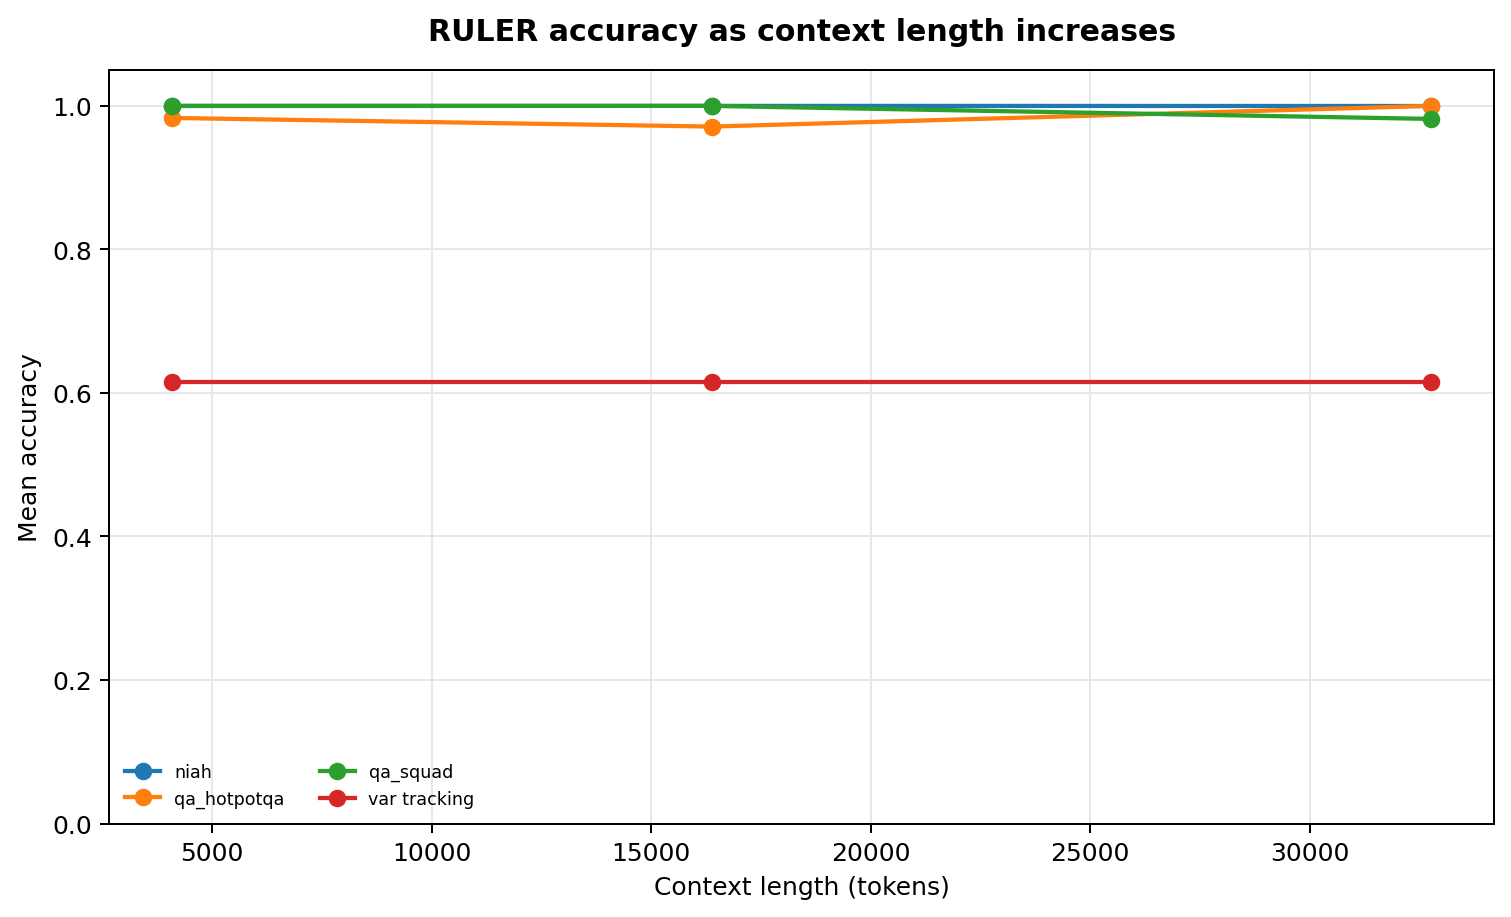 RULER accuracy as context length increases
Mean accuracy
1.0
0.8
0.6
0.4
0.2
0.0
niah
qa_hotpotqa
qa_squad
var tracking
5000 10000 15000 20000 25000 30000
Context length (tokens)